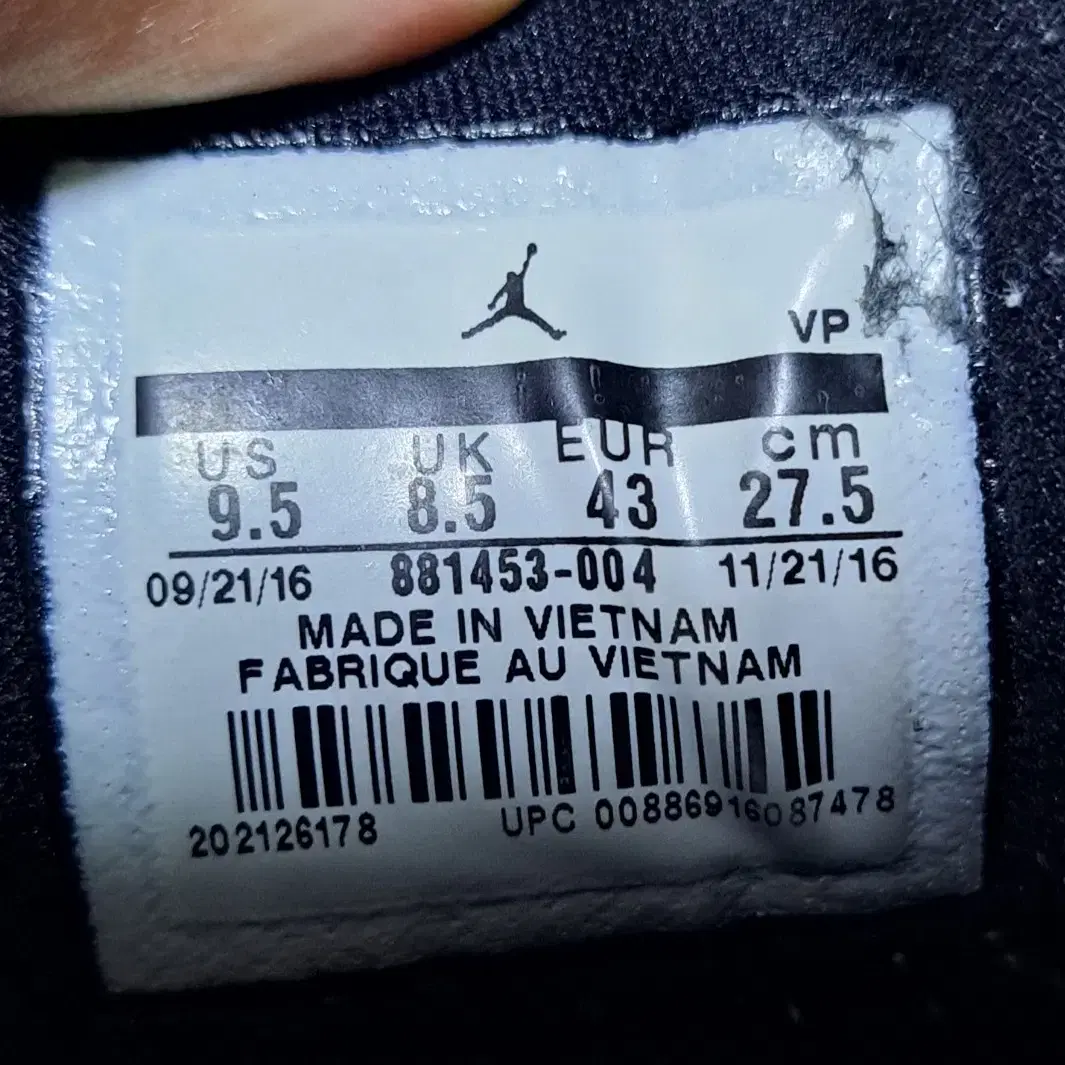 VP
US UK EUR cm
9.5 8.5 43 27.5
09/21/16 881453-004 11/21/16
MADE IN VIETNAM
FABRIQUE AU VIETNAM
202126178 UPC 00886916087478